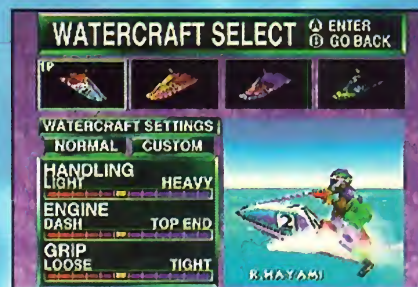 WATERCRAFT SELECT Ⓐ ENTER
Ⓑ GO BACK
1P
WATERCRAFT SETTINGS
NORMAL CUSTOM
HANDLING
LIGHT HEAVY
ENGINE
DASH TOP END
GRIP
LOOSE TIGHT
2
R.HAYAMI